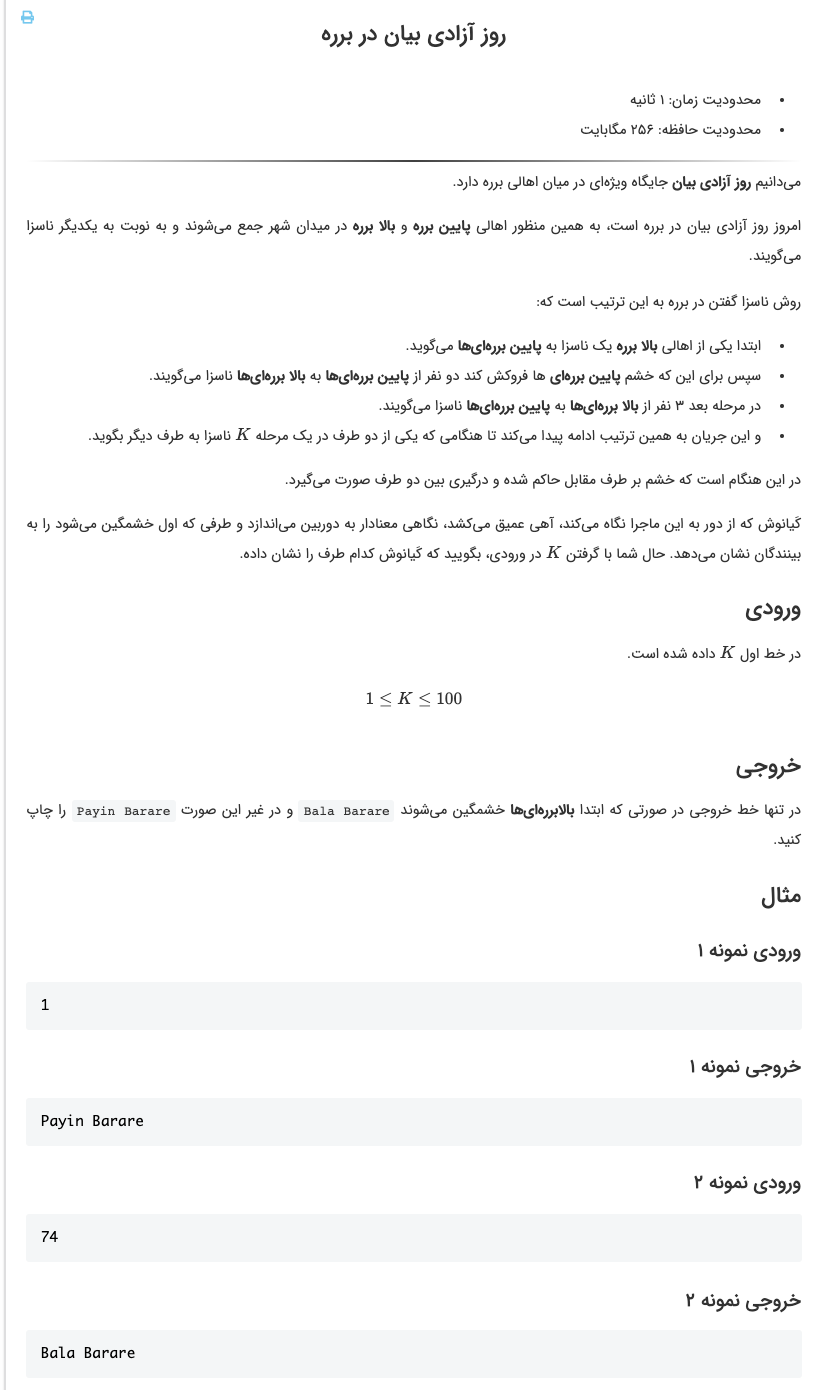 روز آزادی بیان در برره
محدودیت زمان: ۱ ثانیه
محدودیت حافظه: ۲۵۶ مگابایت
می‌دانیم روز آزادی بیان جایگاه ویژه‌ای در میان اهالی برره دارد.
امروز روز آزادی بیان در برره است، به همین منظور اهالی پایین برره و بالا برره در میدان شهر جمع می‌شوند و به نوبت به یکدیگر ناسزا
می‌گویند.
روش ناسزا گفتن در برره به این ترتیب است که:
ابتدا یکی از اهالی بالا برره یک ناسزا به پایین برره‌ای‌ها می‌گوید.
سپس برای این که خشم پایین برره‌ای ها فروکش کند دو نفر از پایین برره‌ای‌ها به بالا برره‌ای‌ها ناسزا می‌گویند.
در مرحله بعد ۳ نفر از بالا برره‌ای‌ها به پایین برره‌ای‌ها ناسزا می‌گویند.
و این جریان به همین ترتیب ادامه پیدا می‌کند تا هنگامی که یکی از دو طرف در یک مرحله K ناسزا به طرف دیگر بگوید.
در این هنگام است که خشم بر طرف مقابل حاکم شده و درگیری بین دو طرف صورت می‌گیرد.
کَیانوش که از دور به این ماجرا نگاه می‌کند، آهی عمیق می‌کشد، نگاهی معنادار به دوربین می‌اندازد و طرفی که اول خشمگین می‌شود را به
بینندگان نشان می‌دهد. حال شما با گرفتن K در ورودی، بگویید که کَیانوش کدام طرف را نشان داده.
ورودی
در خط اول K داده شده است.
1 ≤ K ≤ 100
خروجی
در تنها خط خروجی در صورتی که ابتدا بالابرره‌ای‌ها خشمگین می‌شوند Bala Barare و در غیر این صورت Payin Barare را چاپ
کنید.
مثال
ورودی نمونه ۱
1
خروجی نمونه ۱
Payin Barare
ورودی نمونه ۲
74
خروجی نمونه ۲
Bala Barare